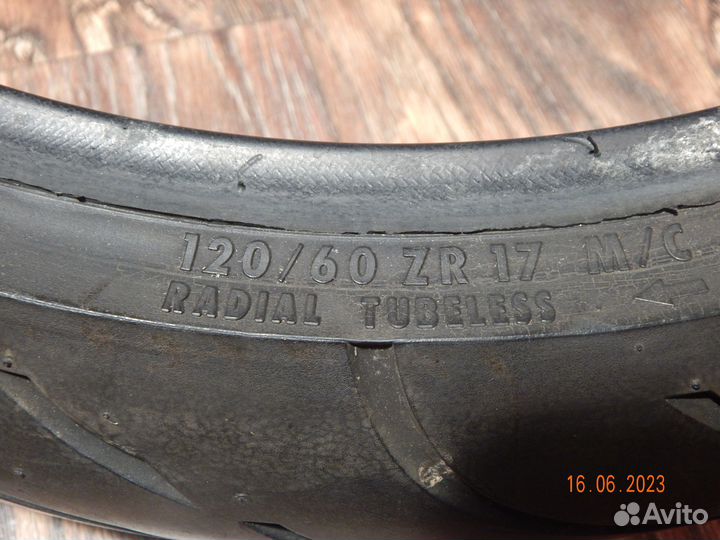 120/60 ZR 17 M/C
RADIAL TUBELESS
16.06.2023
Avito